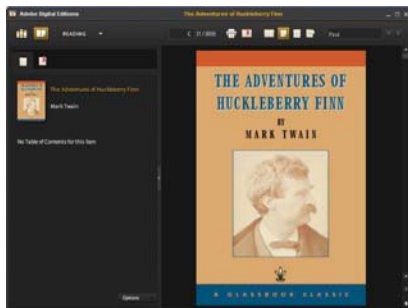 Adobe Digital Editions
The Adventures of Huckleberry Finn
READING
Find
The Adventures of Huckleberry Finn
Mark Twain
No Table of Contents for this item
Options
THE ADVENTURES OF
HUCKLEBERRY FINN
BY
MARK TWAIN
A GLASSBOOK CLASSIC